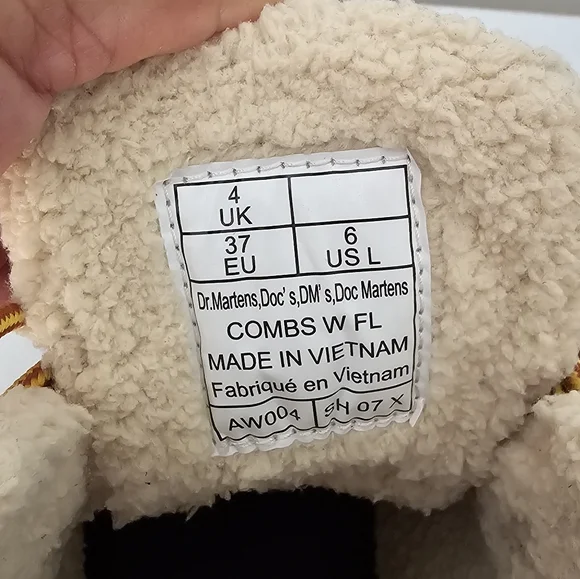 4
UK
37
EU
6
US L
Dr.Martens,Doc's,DM's,Doc Martens
COMBS W FL
MADE IN VIETNAM
Fabriqué en Vietnam
AW004 SH 07 X